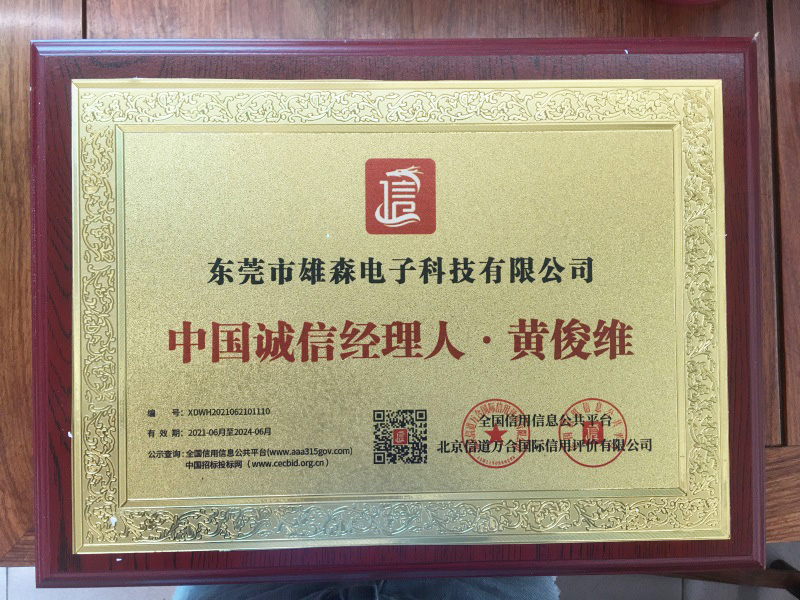 信
东莞市雄森电子科技有限公司
中国诚信经理人·黄俊维
编 号：XDWH2021062101110
有 效 期：2021-06月至2024-06月
公示查询：全国信用信息公共平台(www.aaa315gov.com)
中国招标投标网（www.cecbid.org.cn）
全国信用信息公共平台
北京信道万合国际信用评价有限公司